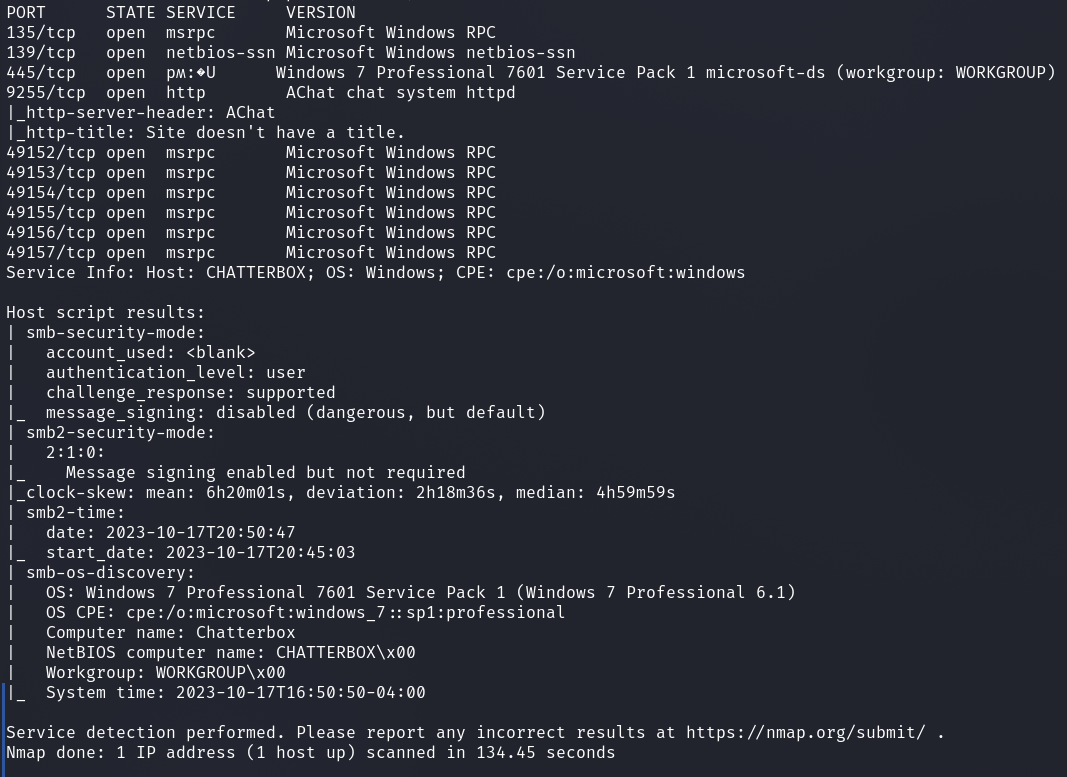 PORT STATE SERVICE VERSION
135/tcp open msrpc Microsoft Windows RPC
139/tcp open netbios-ssn Microsoft Windows netbios-ssn
445/tcp open Windows 7 Professional 7601 Service Pack 1 microsoft-ds (workgroup: WORKGROUP)
9255/tcp open http AChat chat system httpd
|_http-server-header: AChat
|_http-title: Site doesn't have a title.
49152/tcp open msrpc Microsoft Windows RPC
49153/tcp open msrpc Microsoft Windows RPC
49154/tcp open msrpc Microsoft Windows RPC
49155/tcp open msrpc Microsoft Windows RPC
49156/tcp open msrpc Microsoft Windows RPC
49157/tcp open msrpc Microsoft Windows RPC
Service Info: Host: CHATTERBOX; OS: Windows; CPE: cpe:/o:microsoft:windows
Host script results:
| smb-security-mode:
|   account_used: <blank>
|   authentication_level: user
|   challenge_response: supported
|_  message_signing: disabled (dangerous, but default)
| smb2-security-mode:
|   2:1:0:
|_    Message signing enabled but not required
|_clock-skew: mean: 6h20m01s, deviation: 2h18m36s, median: 4h59m59s
| smb2-time:
|   date: 2023-10-17T20:50:47
|_  start_date: 2023-10-17T20:45:03
| smb-os-discovery:
|   OS: Windows 7 Professional 7601 Service Pack 1 (Windows 7 Professional 6.1)
|   OS CPE: cpe:/o:microsoft:windows_7::sp1:professional
|   Computer name: Chatterbox
|   NetBIOS computer name: CHATTERBOX\x00
|   Workgroup: WORKGROUP\x00
|_  System time: 2023-10-17T16:50:50-04:00
Service detection performed. Please report any incorrect results at https://nmap.org/submit/ .
Nmap done: 1 IP address (1 host up) scanned in 134.45 seconds